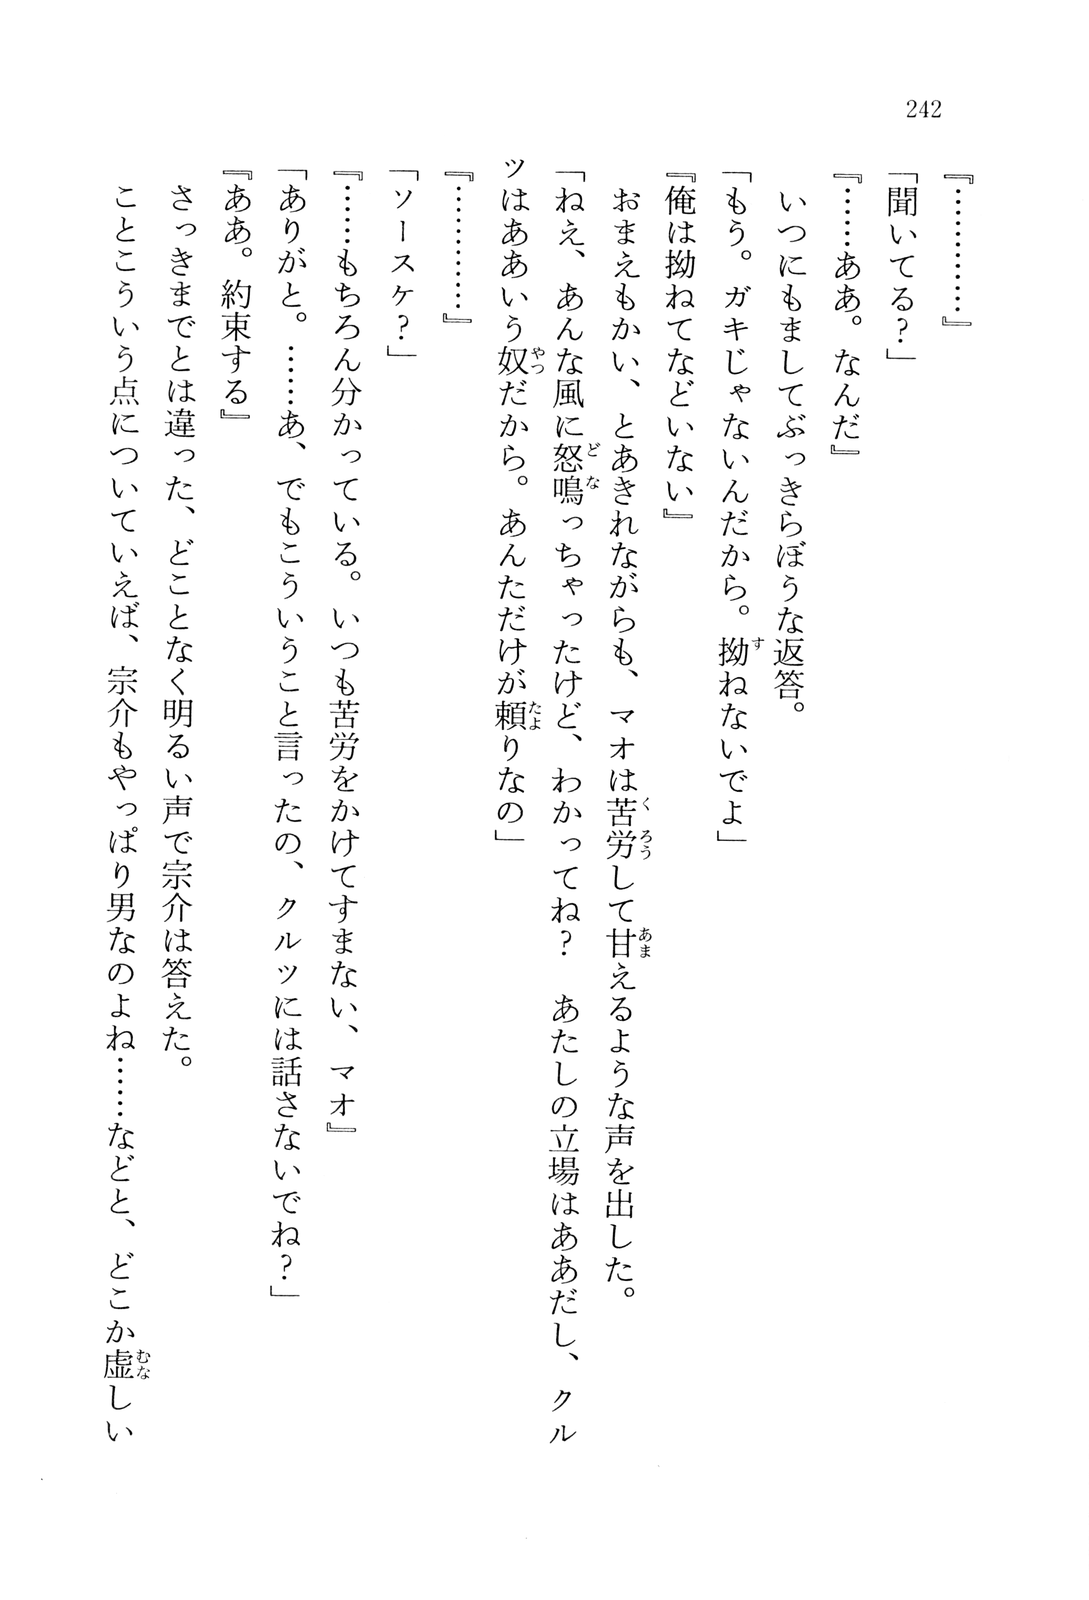 242
『…………』
「聞いてる？」
『……ああ。なんだ』
　いつにもましてぶっきらぼうな返答。
「もう。ガキじゃないんだから。拗ねないでよ」
『俺は拗ねてなどいない』
　おまえもかい、とあきれながらも、マオは苦労して甘えるような声を出した。
「ねえ、あんな風に怒鳴っちゃったけど、わかってね？　あたしの立場はああだし、クル
ツはああいう奴だから。あんただけが頼りなの」
『…………』
「ソースケ？」
『……もちろん分かっている。いつも苦労をかけてすまない、マオ』
「ありがと。……あ、でもこういうこと言ったの、クルツには話さないでね？」
『ああ。約束する』
　さっきまでとは違った、どことなく明るい声で宗介は答えた。
　ことこういう点についていえば、宗介もやっぱり男なのよね……などと、どこか虚しい